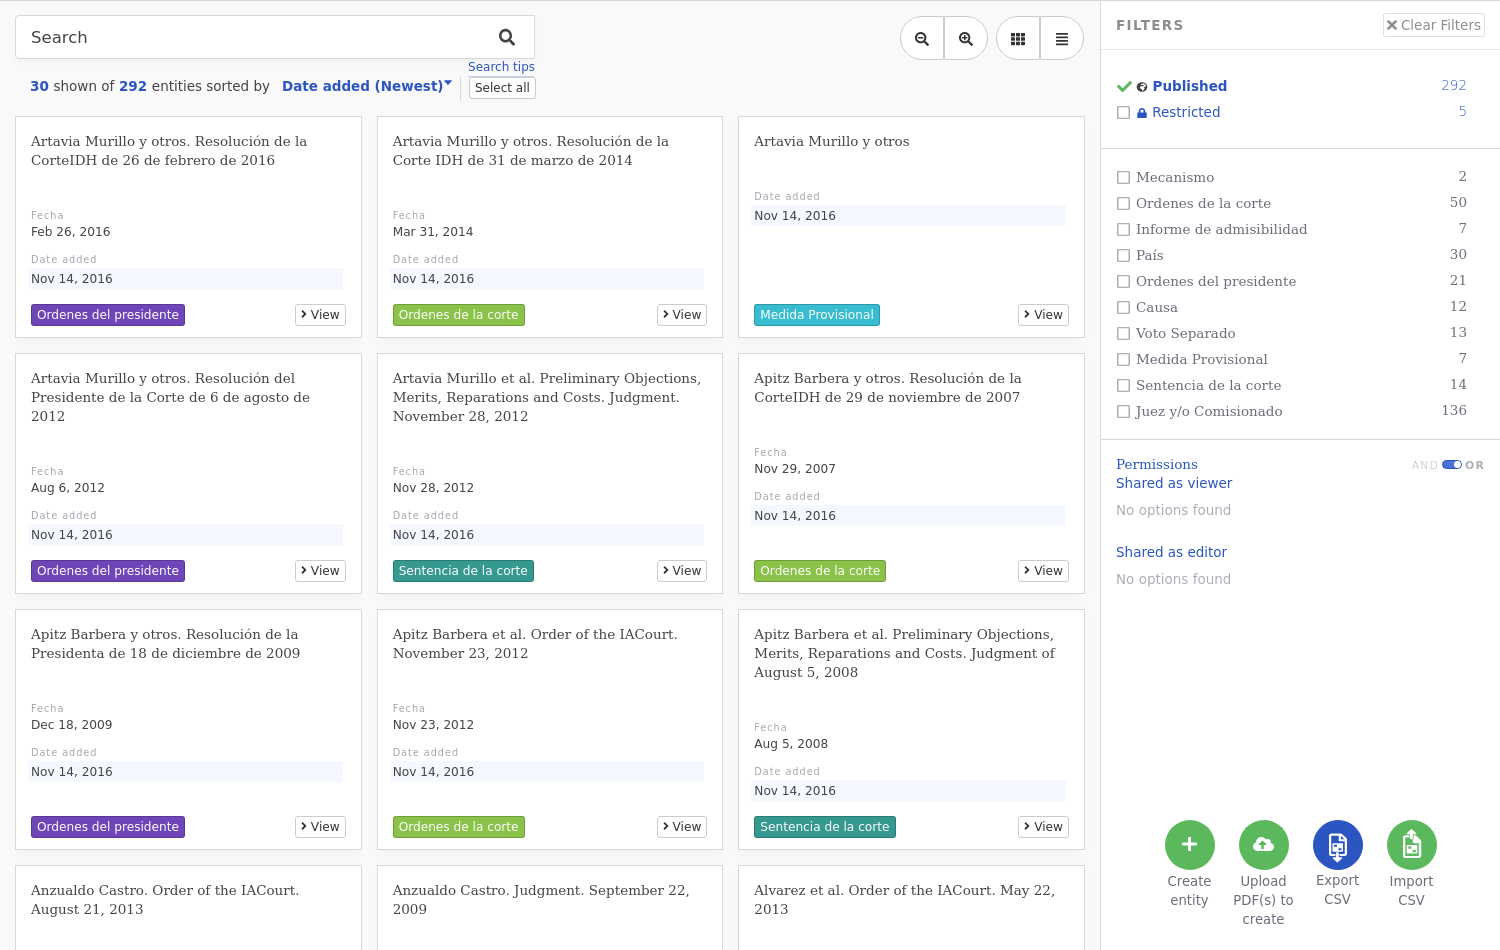 Search
Search tips
30 shown of 292 entities sorted by Date added (Newest)
Select all
Artavia Murillo y otros. Resolución de la
CorteIDH de 26 de febrero de 2016
Fecha
Feb 26, 2016
Date added
Nov 14, 2016
Ordenes del presidente
View
Artavia Murillo y otros. Resolución de la
Corte IDH de 31 de marzo de 2014
Fecha
Mar 31, 2014
Date added
Nov 14, 2016
Ordenes de la corte
View
Artavia Murillo y otros
Date added
Nov 14, 2016
Medida Provisional
View
Artavia Murillo y otros. Resolución del
Presidente de la Corte de 6 de agosto de
2012
Fecha
Aug 6, 2012
Date added
Nov 14, 2016
Ordenes del presidente
View
Artavia Murillo et al. Preliminary Objections,
Merits, Reparations and Costs. Judgment.
November 28, 2012
Fecha
Nov 28, 2012
Date added
Nov 14, 2016
Sentencia de la corte
View
Apitz Barbera y otros. Resolución de la
CorteIDH de 29 de noviembre de 2007
Fecha
Nov 29, 2007
Date added
Nov 14, 2016
Ordenes de la corte
View
Apitz Barbera y otros. Resolución de la
Presidenta de 18 de diciembre de 2009
Fecha
Dec 18, 2009
Date added
Nov 14, 2016
Ordenes del presidente
View
Apitz Barbera et al. Order of the IACourt.
November 23, 2012
Fecha
Nov 23, 2012
Date added
Nov 14, 2016
Ordenes de la corte
View
Apitz Barbera et al. Preliminary Objections,
Merits, Reparations and Costs. Judgment of
August 5, 2008
Fecha
Aug 5, 2008
Date added
Nov 14, 2016
Sentencia de la corte
View
Anzualdo Castro. Order of the IACourt.
August 21, 2013
Anzualdo Castro. Judgment. September 22,
2009
Alvarez et al. Order of the IACourt. May 22,
2013
FILTERS
Clear Filters
Published 292
Restricted 5
Mecanismo 2
Ordenes de la corte 50
Informe de admisibilidad 7
País 30
Ordenes del presidente 21
Causa 12
Voto Separado 13
Medida Provisional 7
Sentencia de la corte 14
Juez y/o Comisionado 136
Permissions AND OR
Shared as viewer
No options found
Shared as editor
No options found
Create
entity
Upload
PDF(s) to
create
Export
CSV
Import
CSV